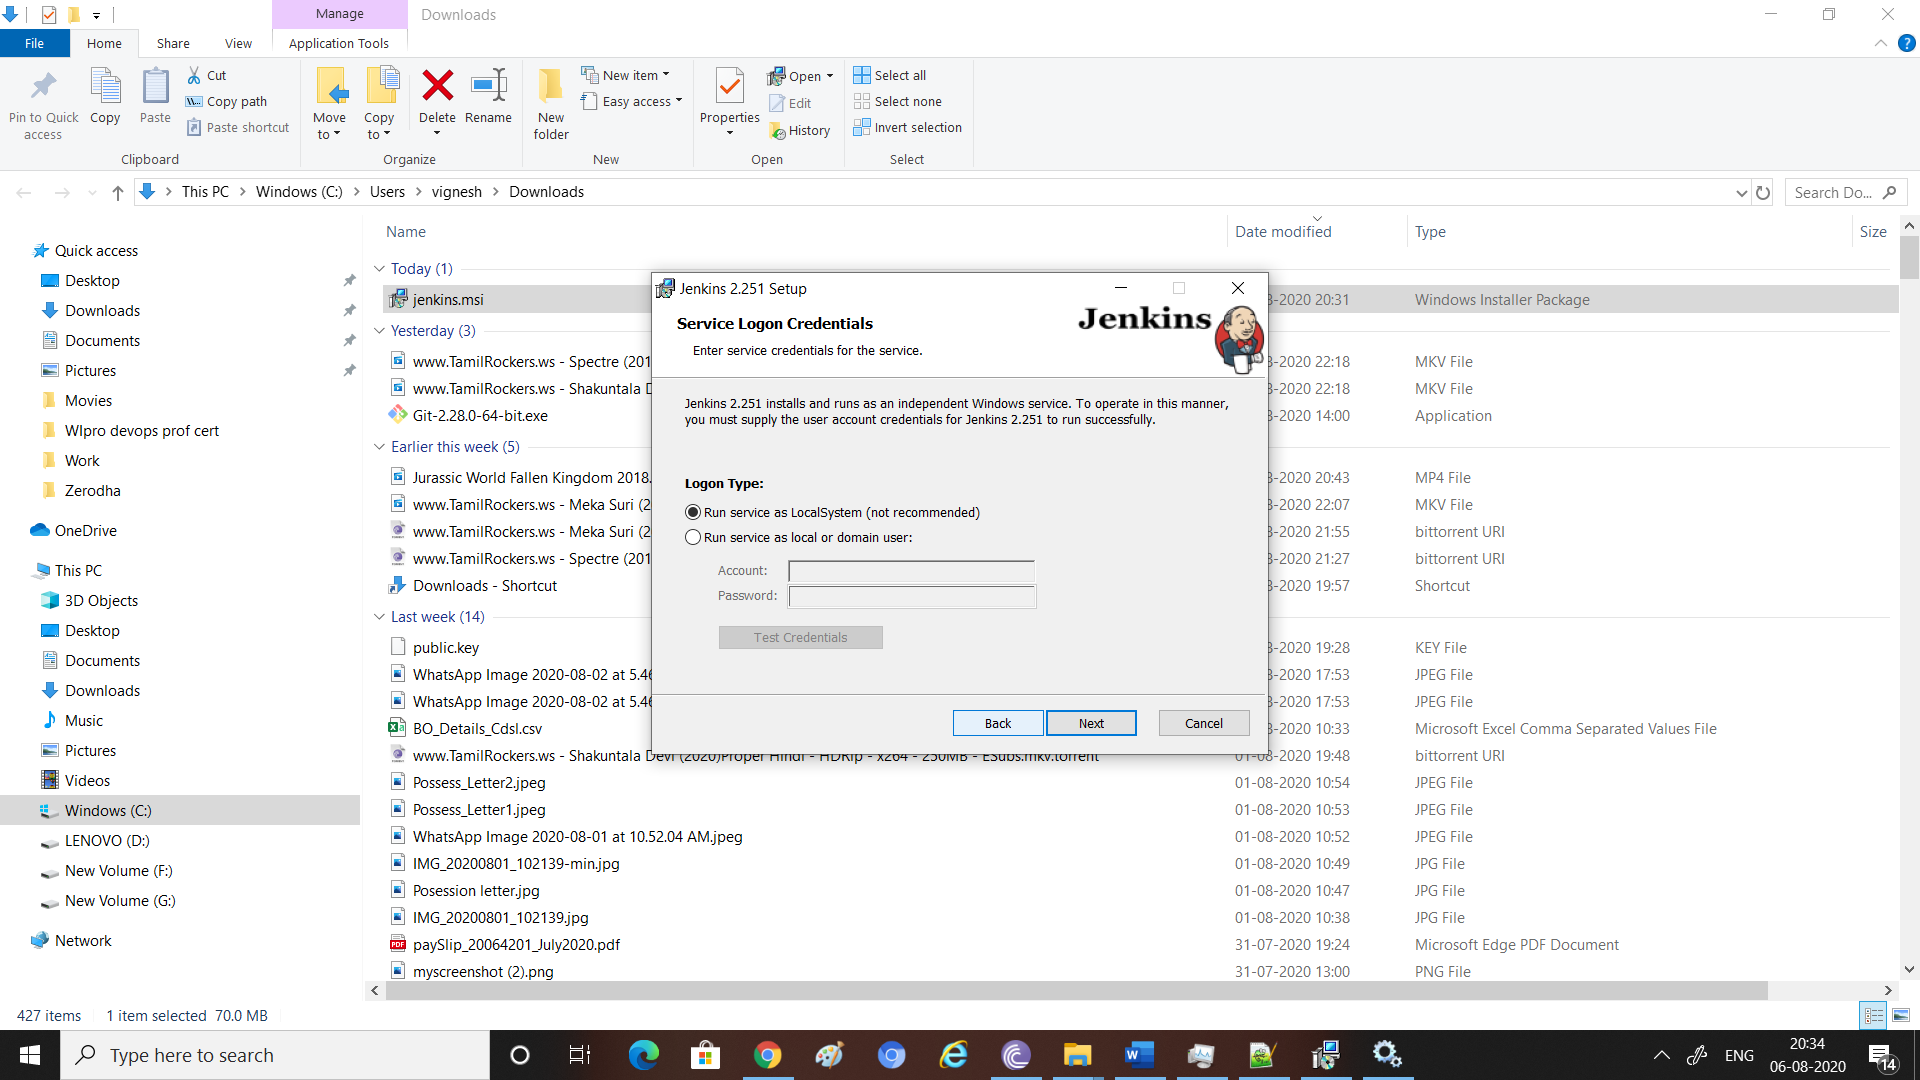 Manage
Downloads
File
Home
Share
View
Application Tools
Pin to Quick access
Copy
Paste
Cut
Copy path
Paste shortcut
Clipboard
Move to
Copy to
Delete
Rename
Organize
New folder
New item
Easy access
New
Properties
Open
Edit
History
Open
Select all
Select none
Invert selection
Select
This PC > Windows (C:) > Users > vignesh > Downloads
Search Do...
Name
Date modified
Type
Size
Quick access
Desktop
Downloads
Documents
Pictures
Movies
WIpro devops prof cert
Work
Zerodha
OneDrive
This PC
3D Objects
Desktop
Documents
Downloads
Music
Pictures
Videos
Windows (C:)
LENOVO (D:)
New Volume (F:)
New Volume (G:)
Network
Today (1)
jenkins.msi
-2020 20:31 Windows Installer Package
Yesterday (3)
www.TamilRockers.ws - Spectre (201
-2020 22:18 MKV File
www.TamilRockers.ws - Shakuntala D
-2020 22:18 MKV File
Git-2.28.0-64-bit.exe
-2020 14:00 Application
Earlier this week (5)
Jurassic World Fallen Kingdom 2018.
-2020 20:43 MP4 File
www.TamilRockers.ws - Meka Suri (2
-2020 22:07 MKV File
www.TamilRockers.ws - Meka Suri (2
-2020 21:55 bittorrent URI
www.TamilRockers.ws - Spectre (201
-2020 21:27 bittorrent URI
Downloads - Shortcut
-2020 19:57 Shortcut
Last week (14)
public.key
-2020 19:28 KEY File
WhatsApp Image 2020-08-02 at 5.46
-2020 17:53 JPEG File
WhatsApp Image 2020-08-02 at 5.46
-2020 17:53 JPEG File
BO_Details_Cdsl.csv
-2020 10:33 Microsoft Excel Comma Separated Values File
www.TamilRockers.ws - Shakuntala Devi (2020)Proper Hindi - HDRip - x264 - 250MB - ESubs.mkv.torrent 01-08-2020 19:48 bittorrent URI
Possess_Letter2.jpeg 01-08-2020 10:54 JPEG File
Possess_Letter1.jpeg 01-08-2020 10:53 JPEG File
WhatsApp Image 2020-08-01 at 10.52.04 AM.jpeg 01-08-2020 10:52 JPEG File
IMG_20200801_102139-min.jpg 01-08-2020 10:49 JPG File
Posession letter.jpg 01-08-2020 10:47 JPG File
IMG_20200801_102139.jpg 01-08-2020 10:38 JPG File
paySlip_20064201_July2020.pdf 31-07-2020 19:24 Microsoft Edge PDF Document
myscreenshot (2).png 31-07-2020 13:00 PNG File
Jenkins 2.251 Setup
Service Logon Credentials
Jenkins
Enter service credentials for the service.
Jenkins 2.251 installs and runs as an independent Windows service. To operate in this manner,
you must supply the user account credentials for Jenkins 2.251 to run successfully.
Logon Type:
Run service as LocalSystem (not recommended)
Run service as local or domain user:
Account:
Password:
Test Credentials
Back
Next
Cancel
427 items
1 item selected 70.0 MB
Type here to search
ENG
20:34
06-08-2020
14